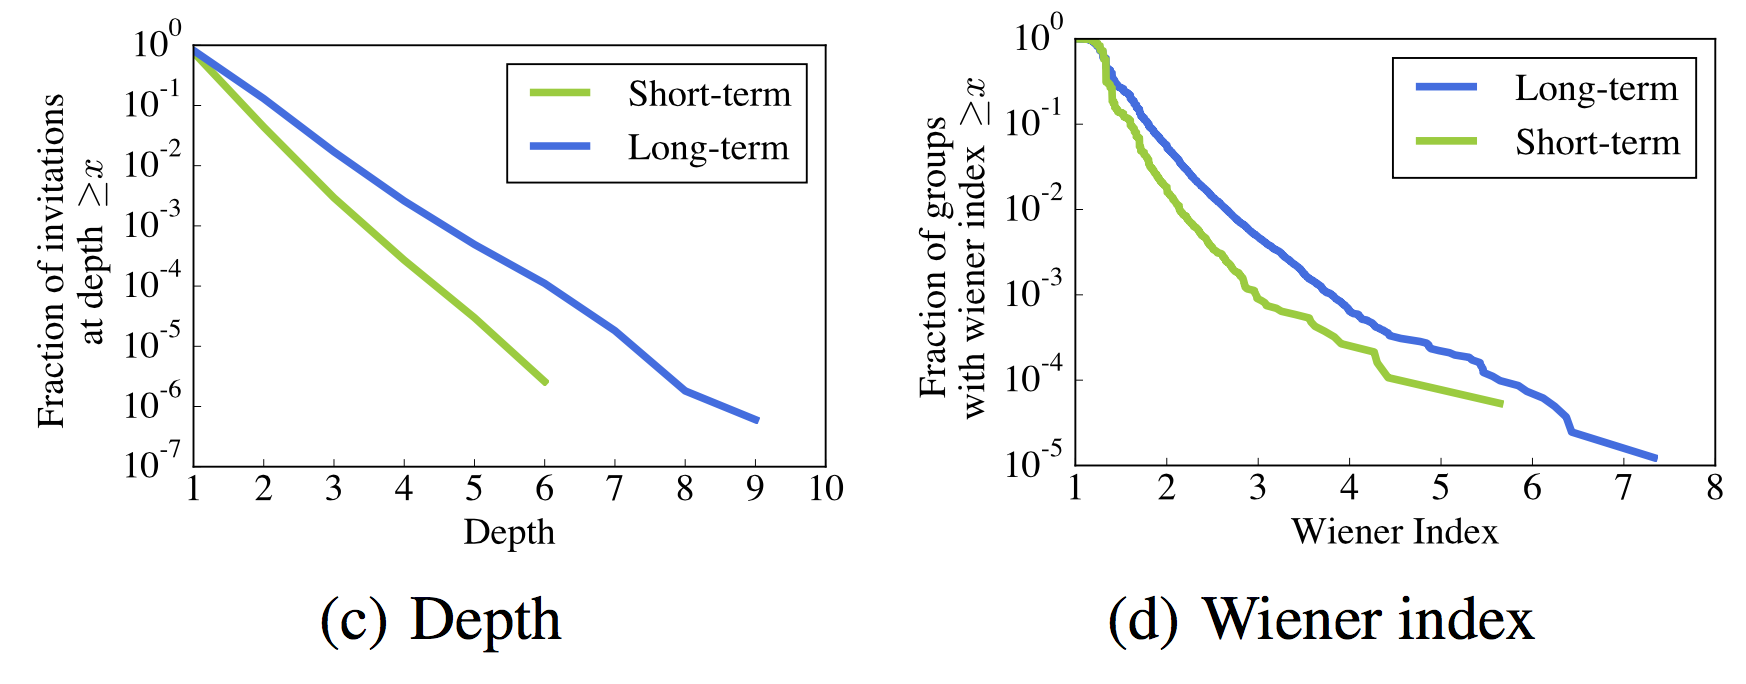 Fraction of invitations
at depth ≥x
10^0
10^-1
10^-2
10^-3
10^-4
10^-5
10^-6
10^-7
Short-term
Long-term
1 2 3 4 5 6 7 8 9 10
Depth
(c) Depth
Fraction of groups
with wiener index ≥x
10^0
10^-1
10^-2
10^-3
10^-4
10^-5
Long-term
Short-term
1 2 3 4 5 6 7 8
Wiener Index
(d) Wiener index